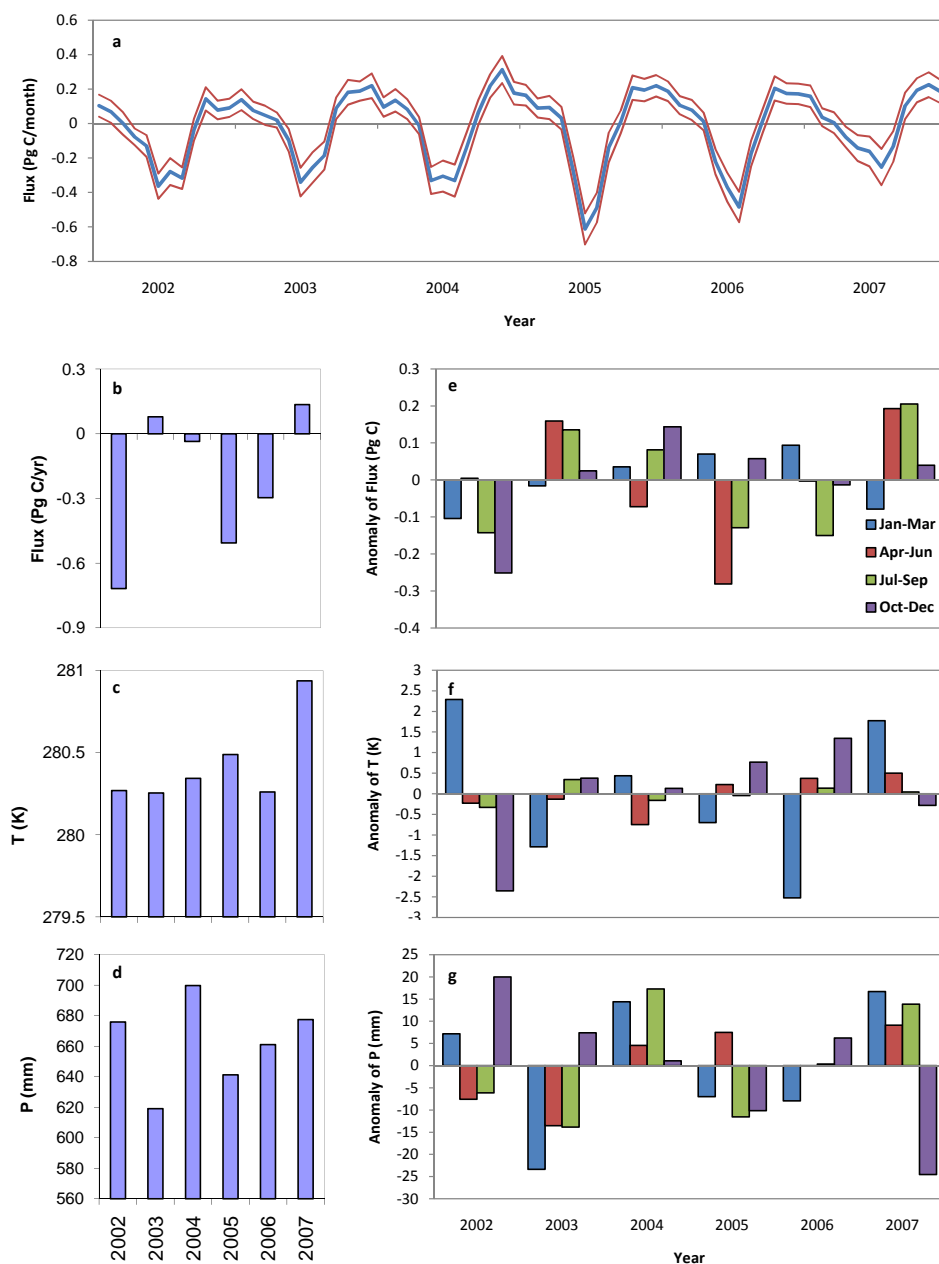 a
Flux (Pg C/month)
0.6
0.4
0.2
0
-0.2
-0.4
-0.6
-0.8
2002 2003 2004 2005 2006 2007
Year
b
Flux (Pg C/yr)
0.3
0
-0.3
-0.6
-0.9
c
T (K)
281
280.5
280
279.5
d
P (mm)
720
700
680
660
640
620
600
580
560
2002 2003 2004 2005 2006 2007
e
Anomaly of Flux (Pg C)
0.3
0.2
0.1
0
-0.1
-0.2
-0.3
-0.4
Jan-Mar
Apr-Jun
Jul-Sep
Oct-Dec
f
Anomaly of T (K)
3
2.5
2
1.5
1
0.5
0
-0.5
-1
-1.5
-2
-2.5
-3
g
Anomaly of P (mm)
25
20
15
10
5
0
-5
-10
-15
-20
-25
-30
2002 2003 2004 2005 2006 2007
Year